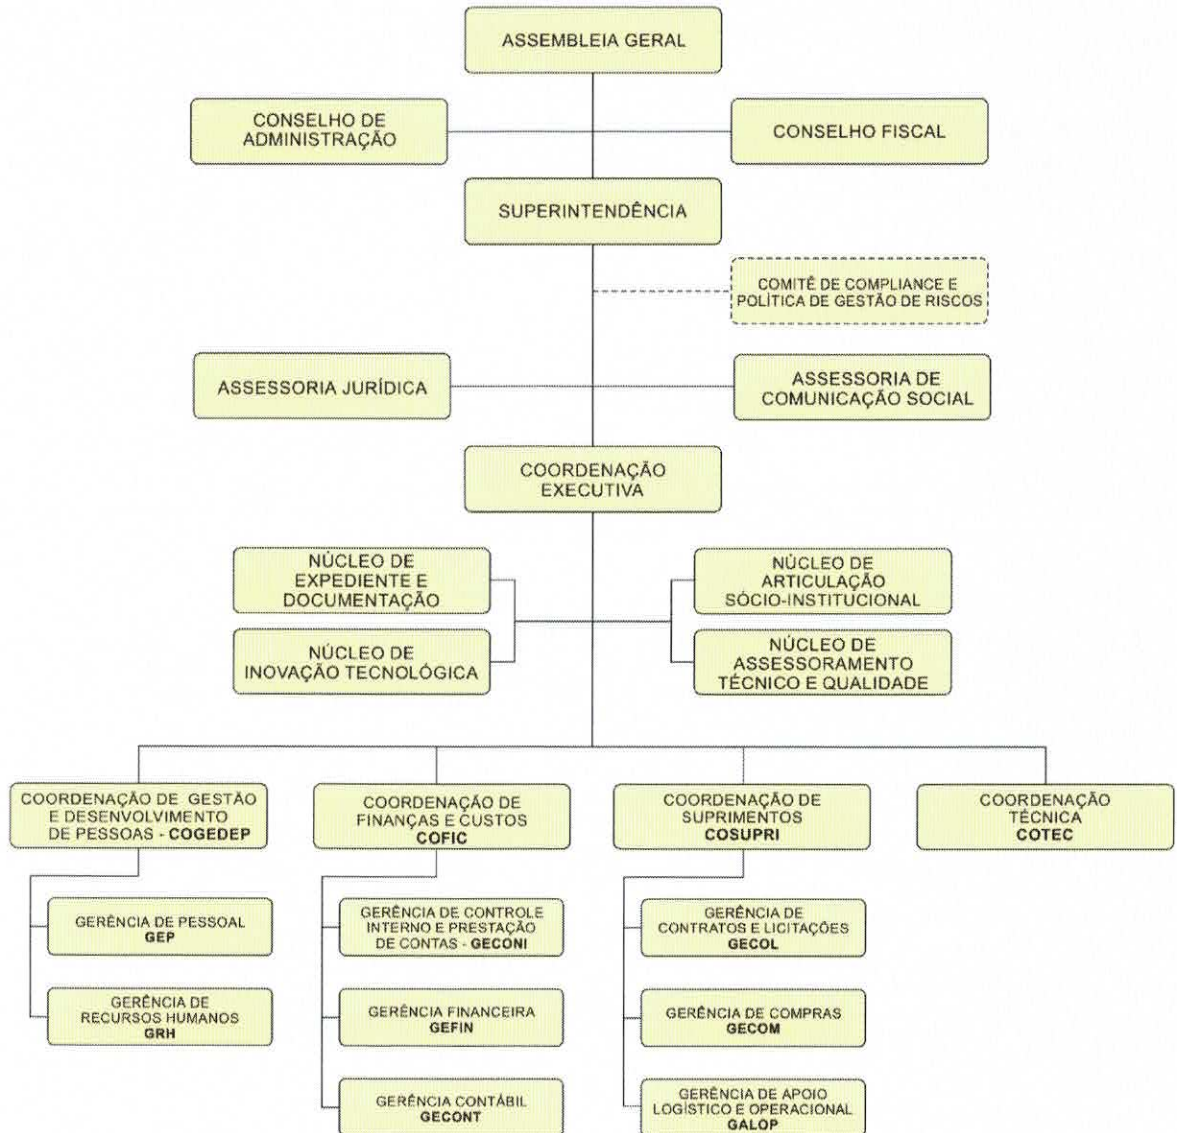 ASSEMBLEIA GERAL
CONSELHO DE
ADMINISTRAÇÃO
CONSELHO FISCAL
SUPERINTENDÊNCIA
COMITÊ DE COMPLIANCE E
POLÍTICA DE GESTÃO DE RISCOS
ASSESSORIA JURÍDICA
ASSESSORIA DE
COMUNICAÇÃO SOCIAL
COORDENAÇÃO
EXECUTIVA
NÚCLEO DE
EXPEDIENTE E
DOCUMENTAÇÃO
NÚCLEO DE
ARTICULAÇÃO
SÓCIO-INSTITUCIONAL
NÚCLEO DE
INOVAÇÃO TECNOLÓGICA
NÚCLEO DE
ASSESSORAMENTO
TÉCNICO E QUALIDADE
COORDENAÇÃO DE GESTÃO
E DESENVOLVIMENTO
DE PESSOAS - COGEDEP
COORDENAÇÃO DE
FINANÇAS E CUSTOS
COFIC
COORDENAÇÃO DE
SUPRIMENTOS
COSUPRI
COORDENAÇÃO
TÉCNICA
COTEC
GERÊNCIA DE PESSOAL
GEP
GERÊNCIA DE
RECURSOS HUMANOS
GRH
GERÊNCIA DE CONTROLE
INTERNO E PRESTAÇÃO
DE CONTAS - GECONI
GERÊNCIA FINANCEIRA
GEFIN
GERÊNCIA CONTÁBIL
GECONT
GERÊNCIA DE
CONTRATOS E LICITAÇÕES
GECOL
GERÊNCIA DE COMPRAS
GECOM
GERÊNCIA DE APOIO
LOGÍSTICO E OPERACIONAL
GALOP